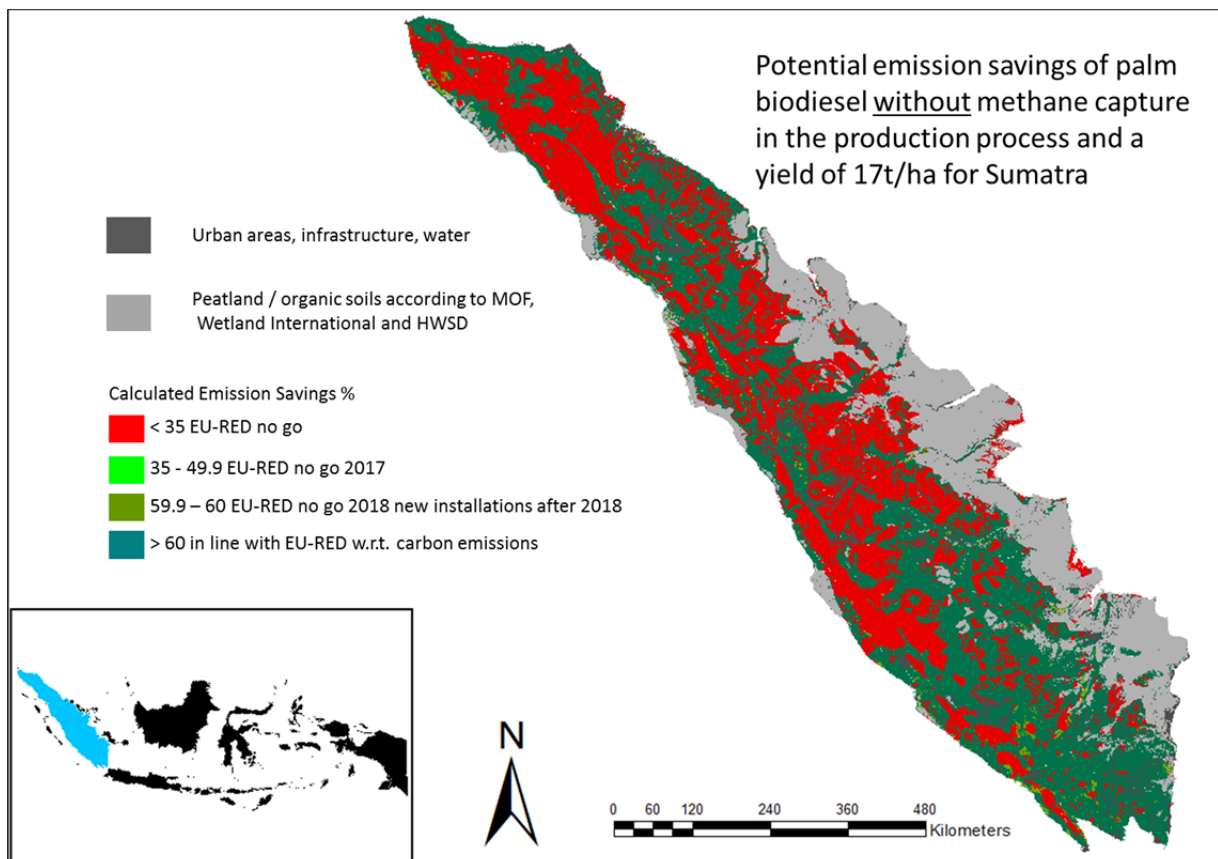 Potential emission savings of palm
biodiesel without methane capture
in the production process and a
yield of 17t/ha for Sumatra
Urban areas, infrastructure, water
Peatland / organic soils according to MOF,
Wetland International and HWSD
Calculated Emission Savings %
< 35 EU-RED no go
35 - 49.9 EU-RED no go 2017
59.9 – 60 EU-RED no go 2018 new installations after 2018
> 60 in line with EU-RED w.r.t. carbon emissions
N
0 60 120 240 360 480
Kilometers